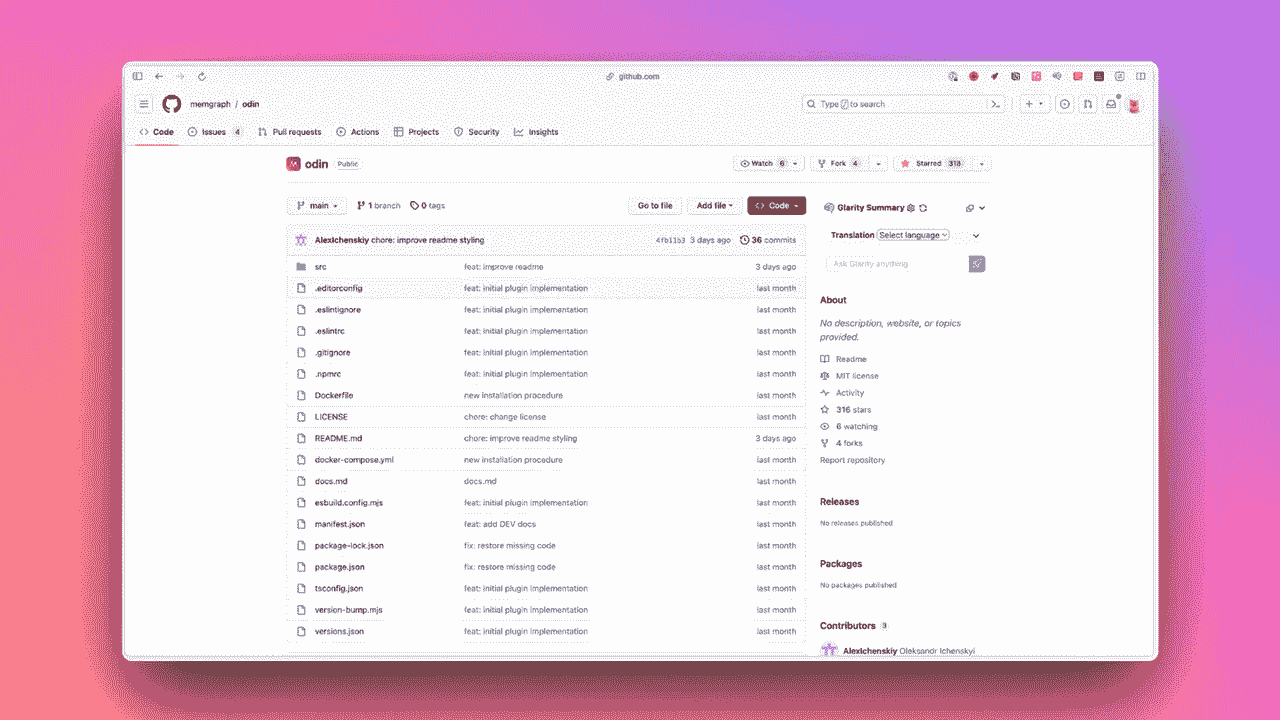 github.com
memgraph / odin
Type / to search
Code Issues 4 Pull requests Actions Projects Security Insights
odin Public
Watch 6 Fork 4 Starred 316
main 1 branch 0 tags Go to file Add file Code
AlexIchenskiy chore: improve readme styling 4fb11b3 3 days ago 36 commits
src feat: improve readme 3 days ago
.editorconfig feat: initial plugin implementation last month
.eslintignore feat: initial plugin implementation last month
.eslintrc feat: initial plugin implementation last month
.gitignore feat: initial plugin implementation last month
.npmrc feat: initial plugin implementation last month
Dockerfile new installation procedure last month
LICENSE chore: change license last month
README.md chore: improve readme styling 3 days ago
docker-compose.yml new installation procedure last month
docs.md docs.md last month
esbuild.config.mjs feat: initial plugin implementation last month
manifest.json feat: add DEV docs last month
package-lock.json fix: restore missing code last month
package.json fix: restore missing code last month
tsconfig.json feat: initial plugin implementation last month
version-bump.mjs feat: initial plugin implementation last month
versions.json feat: initial plugin implementation last month
Glarity Summary
Translation Select language
Ask Glarity anything
About
No description, website, or topics
provided.
Readme
MIT license
Activity
316 stars
6 watching
4 forks
Report repository
Releases
No releases published
Packages
No packages published
Contributors 3
AlexIchenskiy Oleksandr Ichenskyi